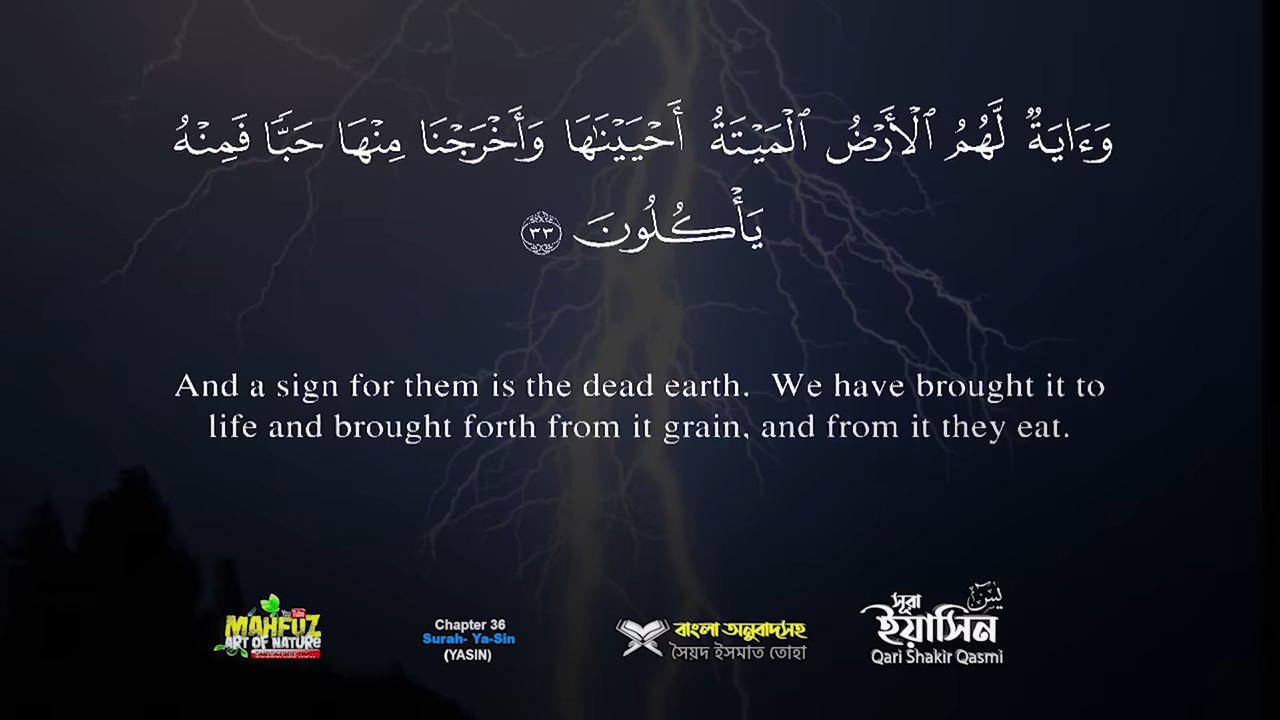 وَءَايَةٌ لَّهُمُ ٱلْأَرْضُ ٱلْمَيْتَةُ أَحْيَيْنَٰهَا وَأَخْرَجْنَا مِنْهَا حَبًّا فَمِنْهُ
يَأْكُلُونَ ٣٣
And a sign for them is the dead earth. We have brought it to
life and brought forth from it grain, and from it they eat.
You Tube
MAHFUZ
ART OF NATURE
Chapter 36
Surah- Ya-Sin
(YASIN)
বাংলা অনুবাদসহ
সৈয়দ ইসমাত তোহা
সূরা
يسٓ
ইয়াসিন
Qari Shakir Qasmi